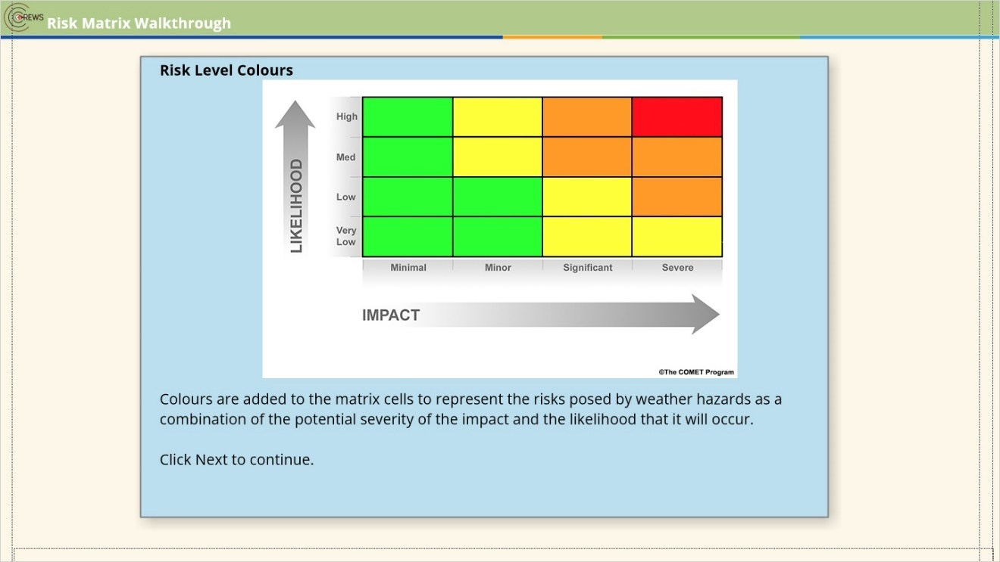 CREWS
Risk Matrix Walkthrough
Risk Level Colours
LIKELIHOOD
High
Med
Low
Very
Low
Minimal Minor Significant Severe
IMPACT
©The COMET Program
Colours are added to the matrix cells to represent the risks posed by weather hazards as a
combination of the potential severity of the impact and the likelihood that it will occur.
Click Next to continue.